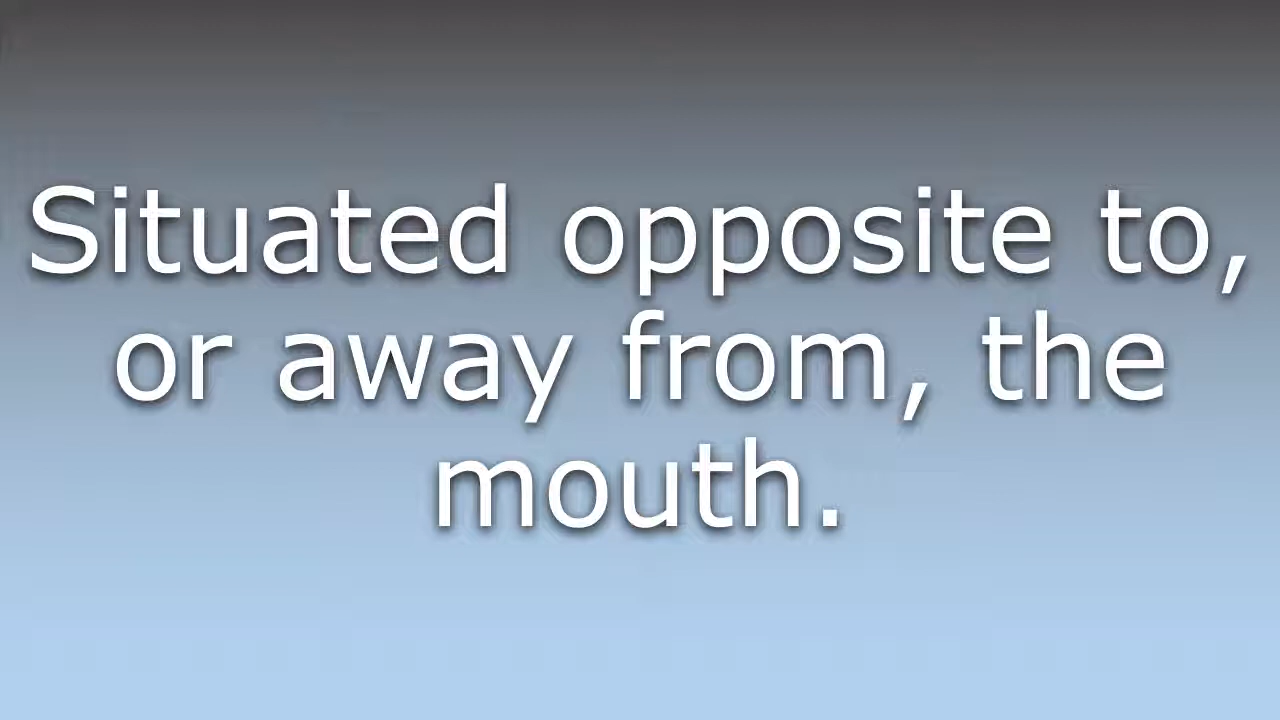 Situated opposite to,
or away from, the
mouth.